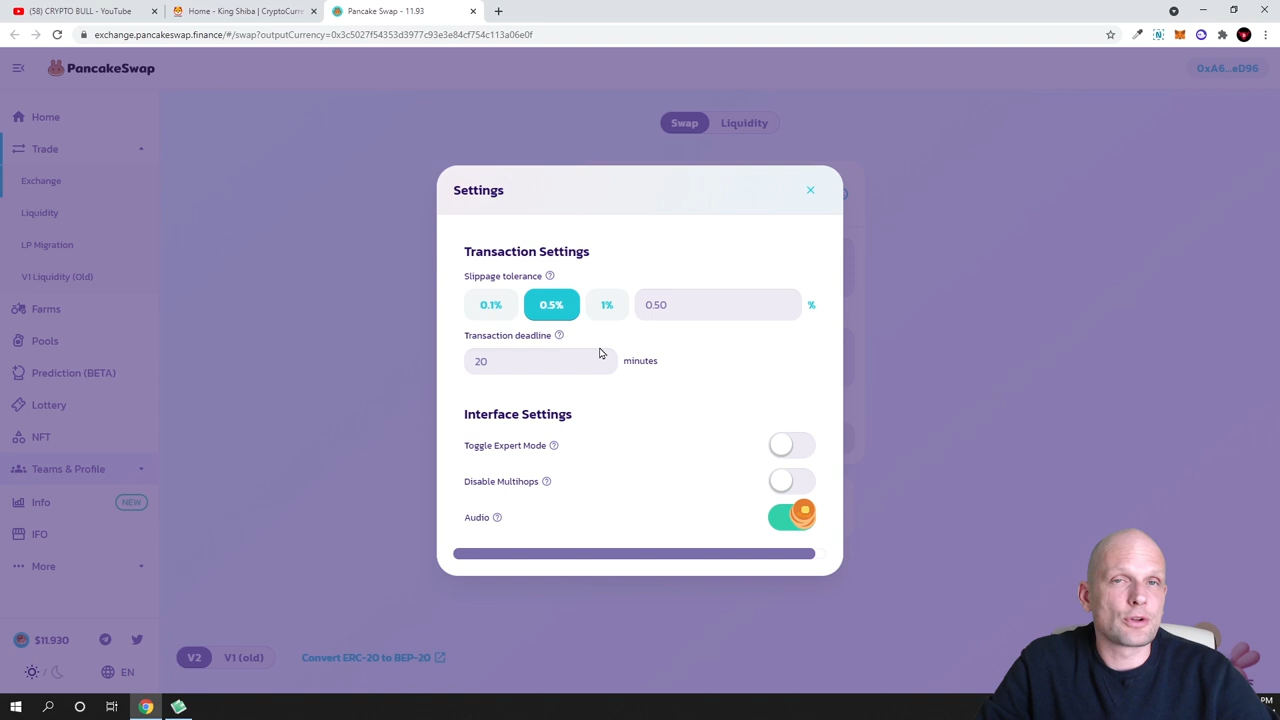 (58) CRYPTO BULL - YouTube
Home - King Shiba | CryptoCurre
Pancake Swap - 11.93
exchange.pancakeswap.finance/#/swap?outputCurrency=0x3c5027f54353d3977c93e3e84cf754c113a06e0f
PancakeSwap
0xA6...eD96
Home
Trade
Exchange
Liquidity
LP Migration
V1 Liquidity (Old)
Farms
Pools
Prediction (BETA)
Lottery
NFT
Teams & Profile
Info
NEW
IFO
More
$11.930
EN
Swap
Liquidity
Settings
Transaction Settings
Slippage tolerance
0.1%
0.5%
1%
0.50
%
Transaction deadline
20
minutes
Interface Settings
Toggle Expert Mode
Disable Multihops
Audio
V2
V1 (old)
Convert ERC-20 to BEP-20
PM